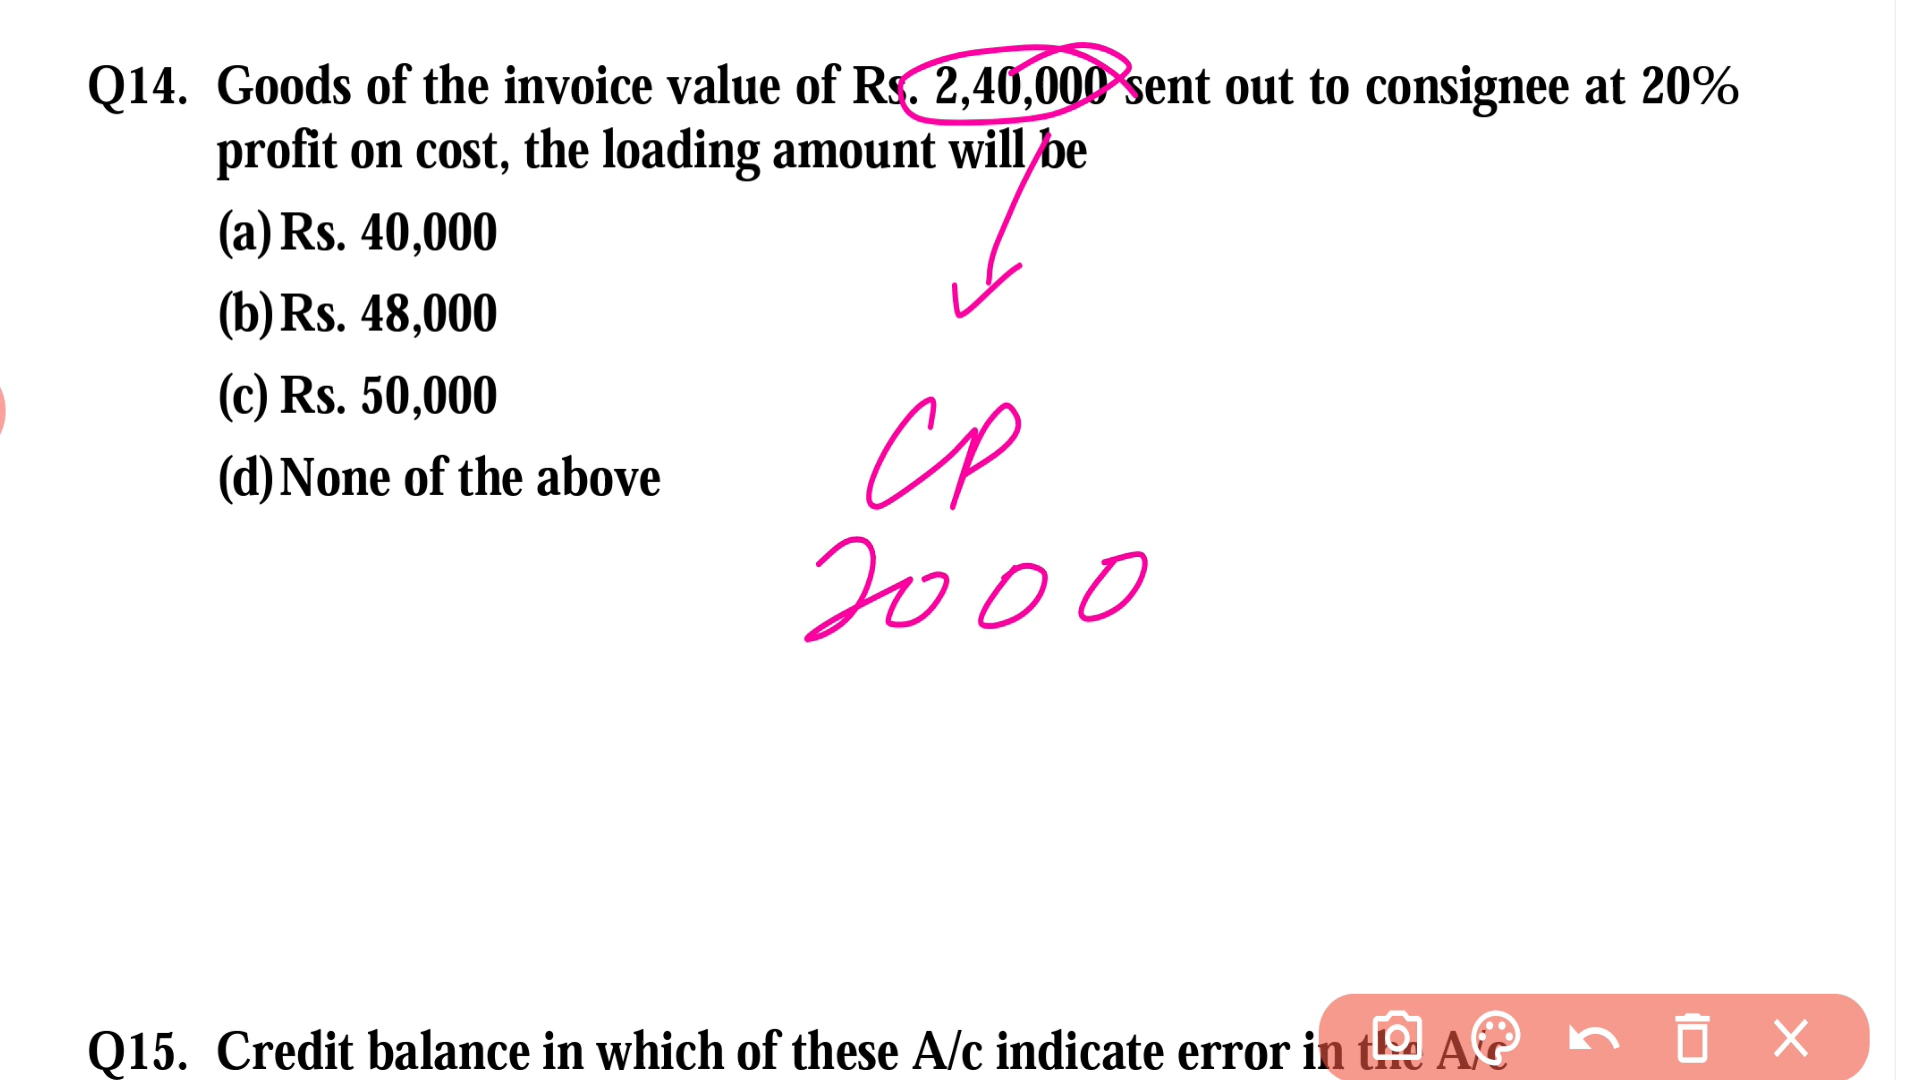 Q14. Goods of the invoice value of Rs. 2,40,000 sent out to consignee at 20%
profit on cost, the loading amount will be
(a) Rs. 40,000
(b) Rs. 48,000
(c) Rs. 50,000
(d) None of the above
CP
2000
Q15. Credit balance in which of these A/c indicate error in the A/c